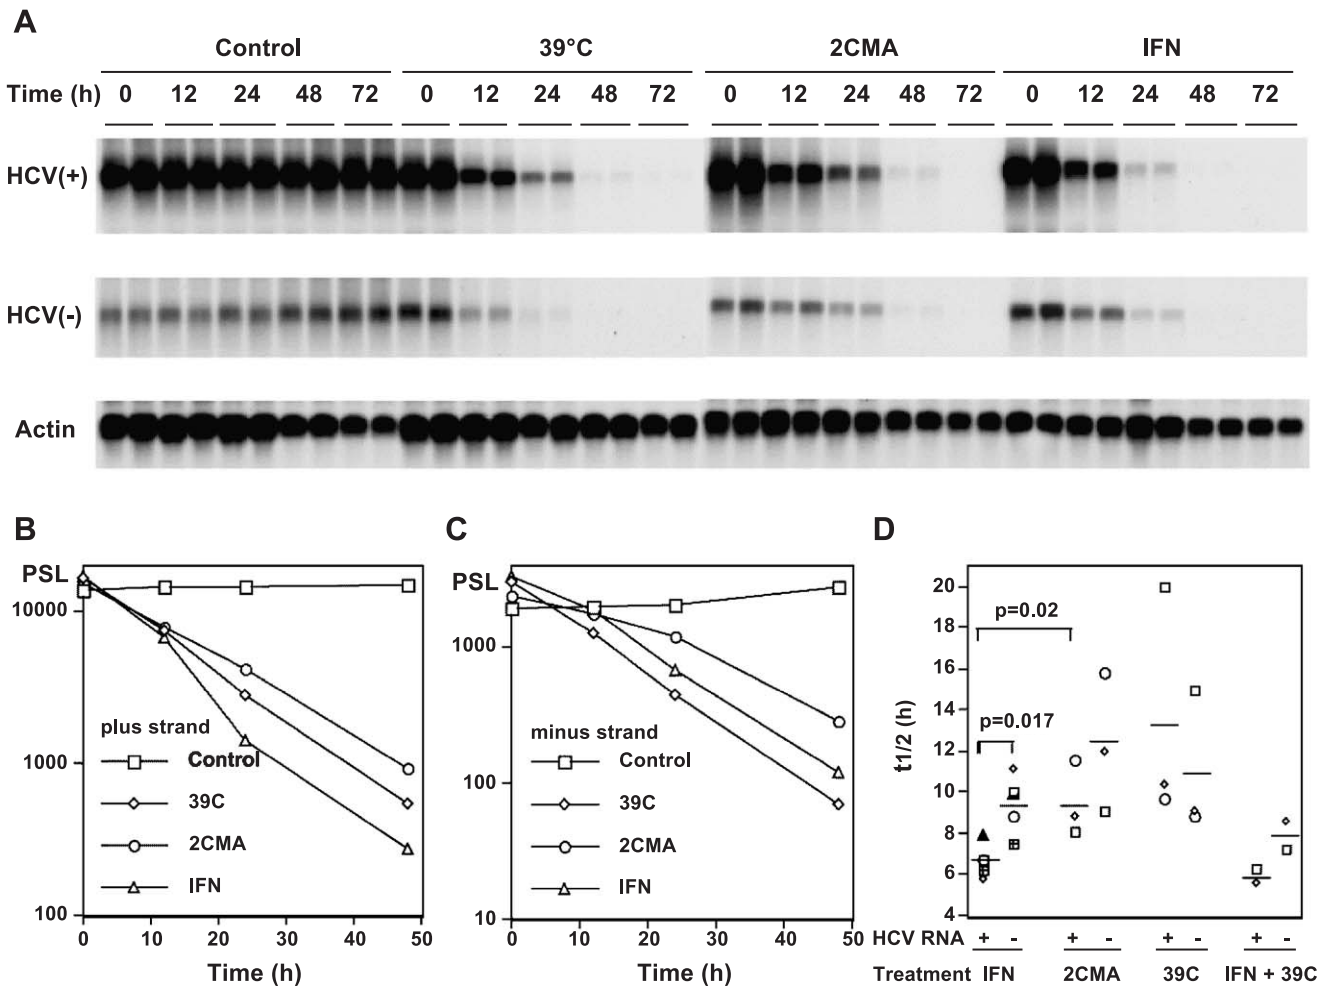 A
Control 39°C 2CMA IFN
Time (h) 0 12 24 48 72 0 12 24 48 72 0 12 24 48 72 0 12 24 48 72
HCV(+)
HCV(-)
Actin
B
PSL
10000
1000
100
plus strand
Control
39C
2CMA
IFN
0 10 20 30 40 50
Time (h)
C
PSL
1000
100
10
minus strand
Control
39C
2CMA
IFN
0 10 20 30 40 50
Time (h)
D
t1/2 (h)
20
18
16
14
12
10
8
6
4
p=0.02
p=0.017
HCV RNA + - + - + - + -
Treatment IFN 2CMA 39C IFN + 39C